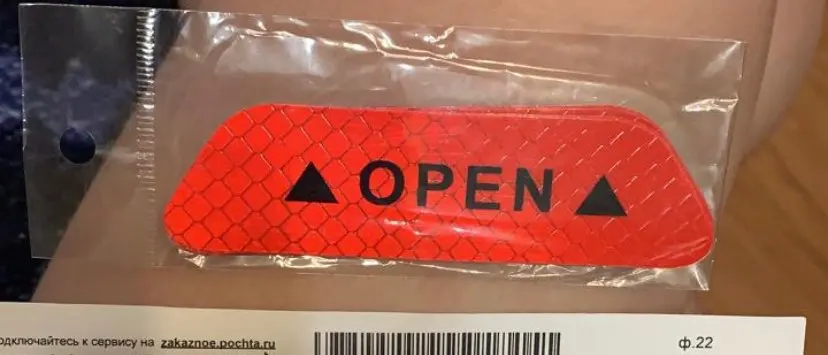 ▲ OPEN ▲
одключайтесь к сервису на zakaznoe.pochta.ru
ф.22